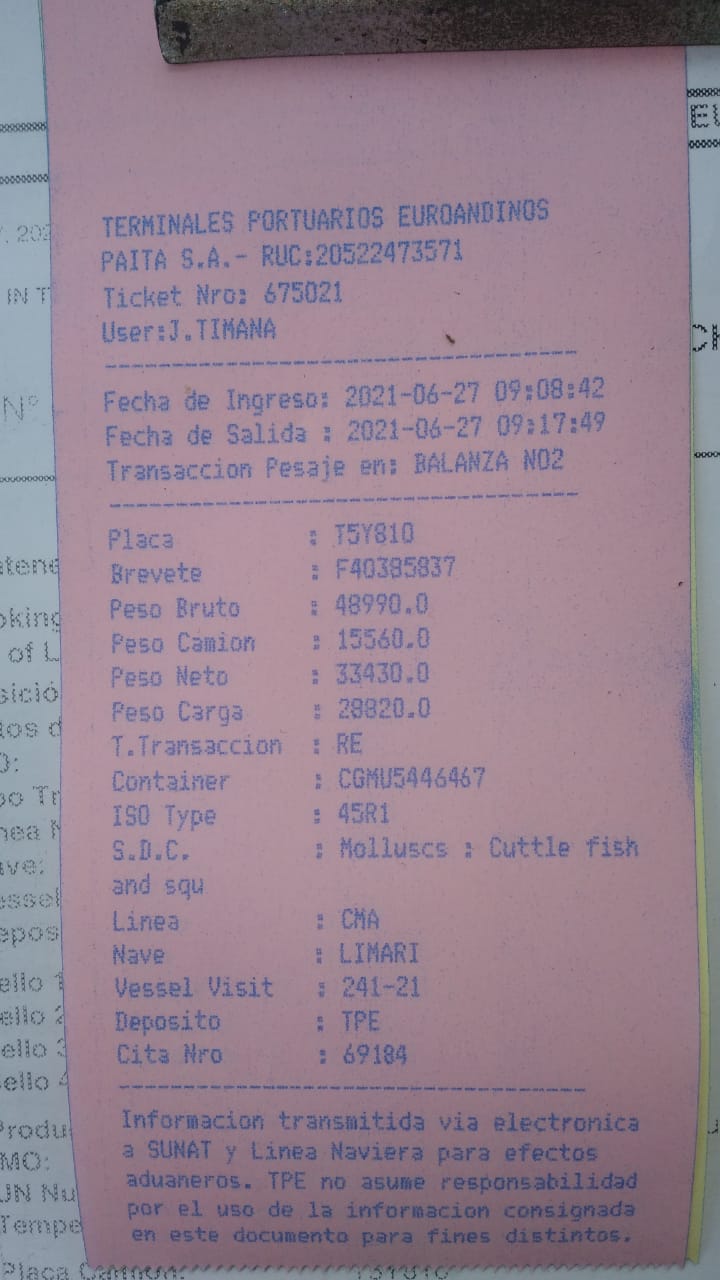 TERMINALES PORTUARIOS EUROANDINOS
PAITA S.A.- RUC:20522473571
Ticket Nro: 675021
User:J.TIMANA
Fecha de Ingreso: 2021-06-27 09:08:42
Fecha de Salida : 2021-06-27 09:17:49
Transaccion Pesaje en: BALANZA NO2
Placa : T5Y810
Brevete : F40385837
Peso Bruto : 48990.0
Peso Camion : 15560.0
Peso Neto : 33430.0
Peso Carga : 28820.0
T.Transaccion : RE
Container : CGMU5446467
ISO Type : 45R1
S.D.C. : Molluscs : Cuttle fish
and squ
Linea : CMA
Nave : LIMARI
Vessel Visit : 241-21
Deposito : TPE
Cita Nro : 69184
Informacion transmitida via electronica
a SUNAT y Linea Naviera para efectos
aduaneros. TPE no asume responsabilidad
por el uso de la informacion consignada
en este documento para fines distintos.